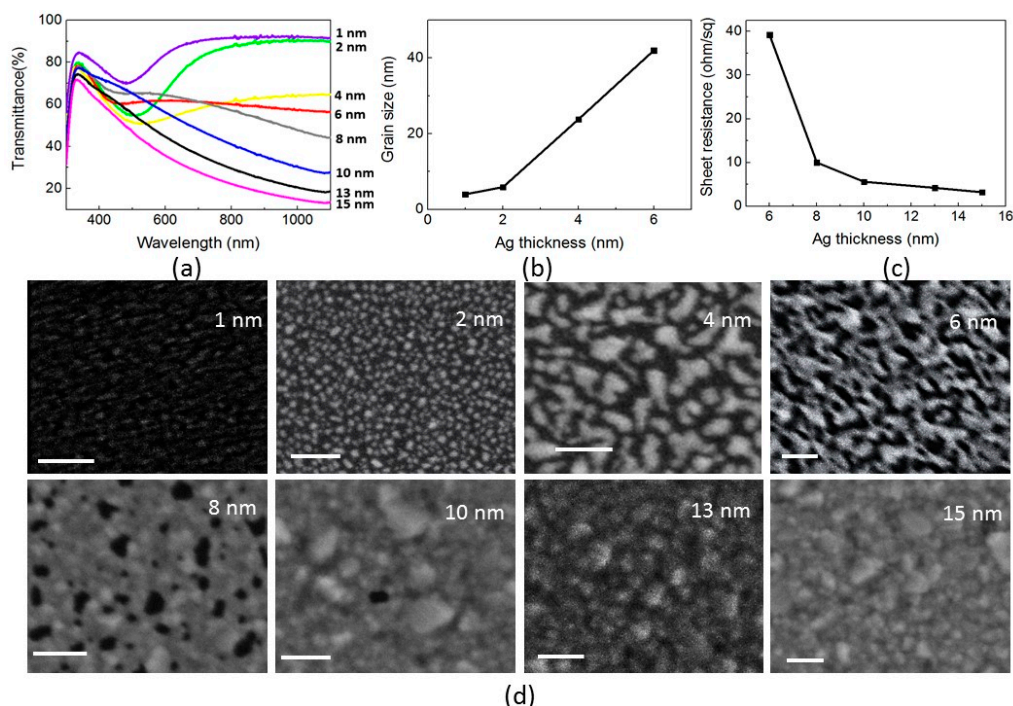 100
80
60
40
20
Transmittance(%)
400 600 800 1000
Wavelength (nm)
1 nm
2 nm
4 nm
6 nm
8 nm
10 nm
13 nm
15 nm
(a)
40
20
0
Grain size (nm)
0 2 4 6
Ag thickness (nm)
(b)
40
30
20
10
0
Sheet resistance (ohm/sq)
6 8 10 12 14 16
Ag thickness (nm)
(c)
1 nm
2 nm
4 nm
6 nm
8 nm
10 nm
13 nm
15 nm
(d)